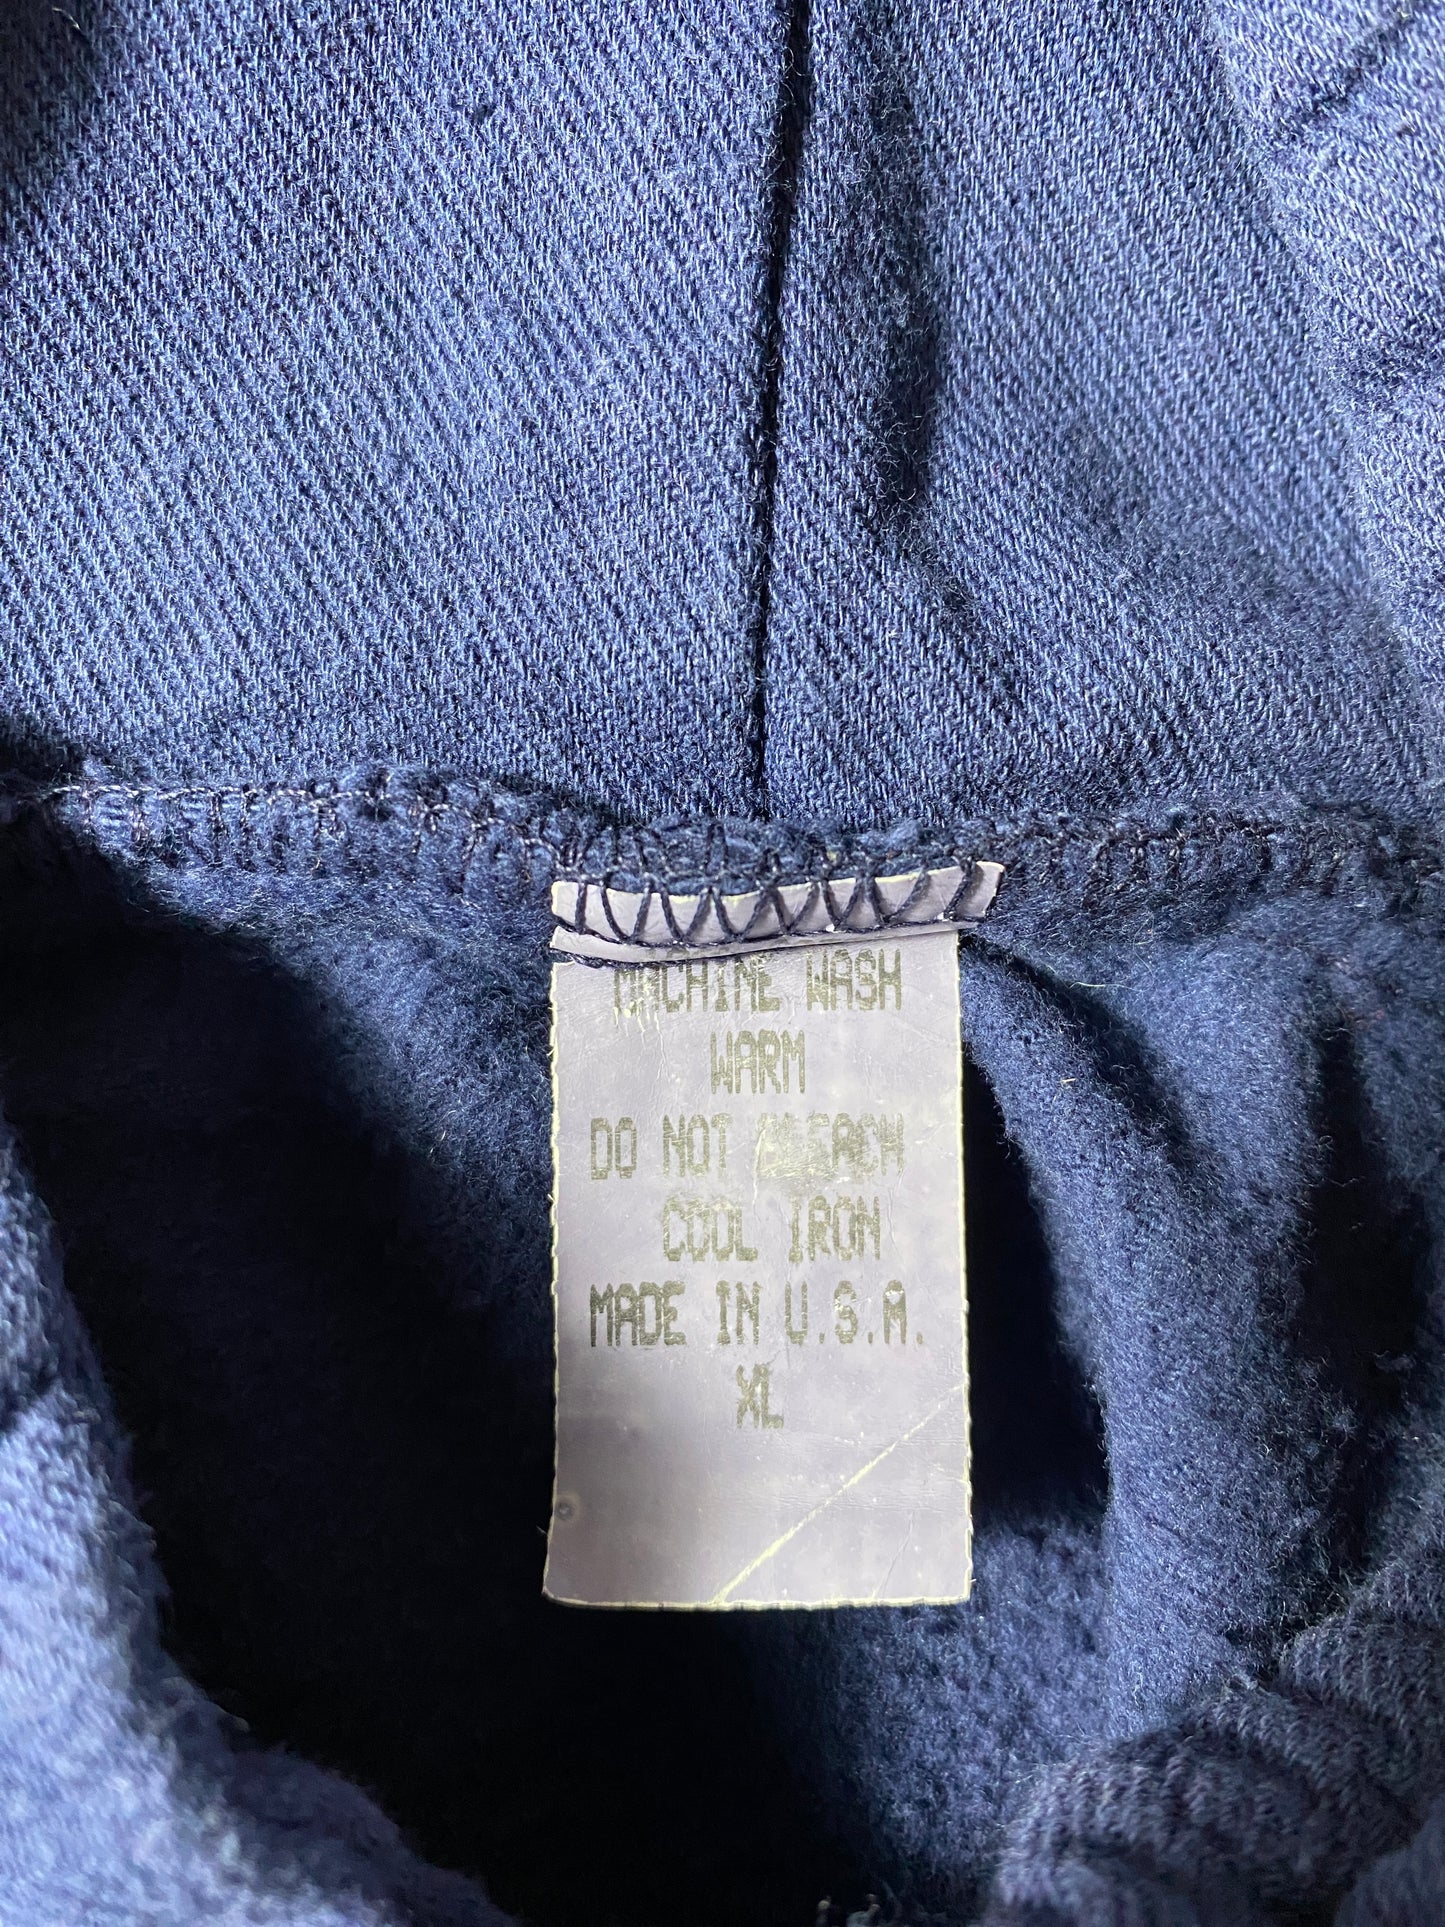 MACHINE WASH
WARM
DO NOT BLEACH
COOL IRON
MADE IN U.S.A.
XL